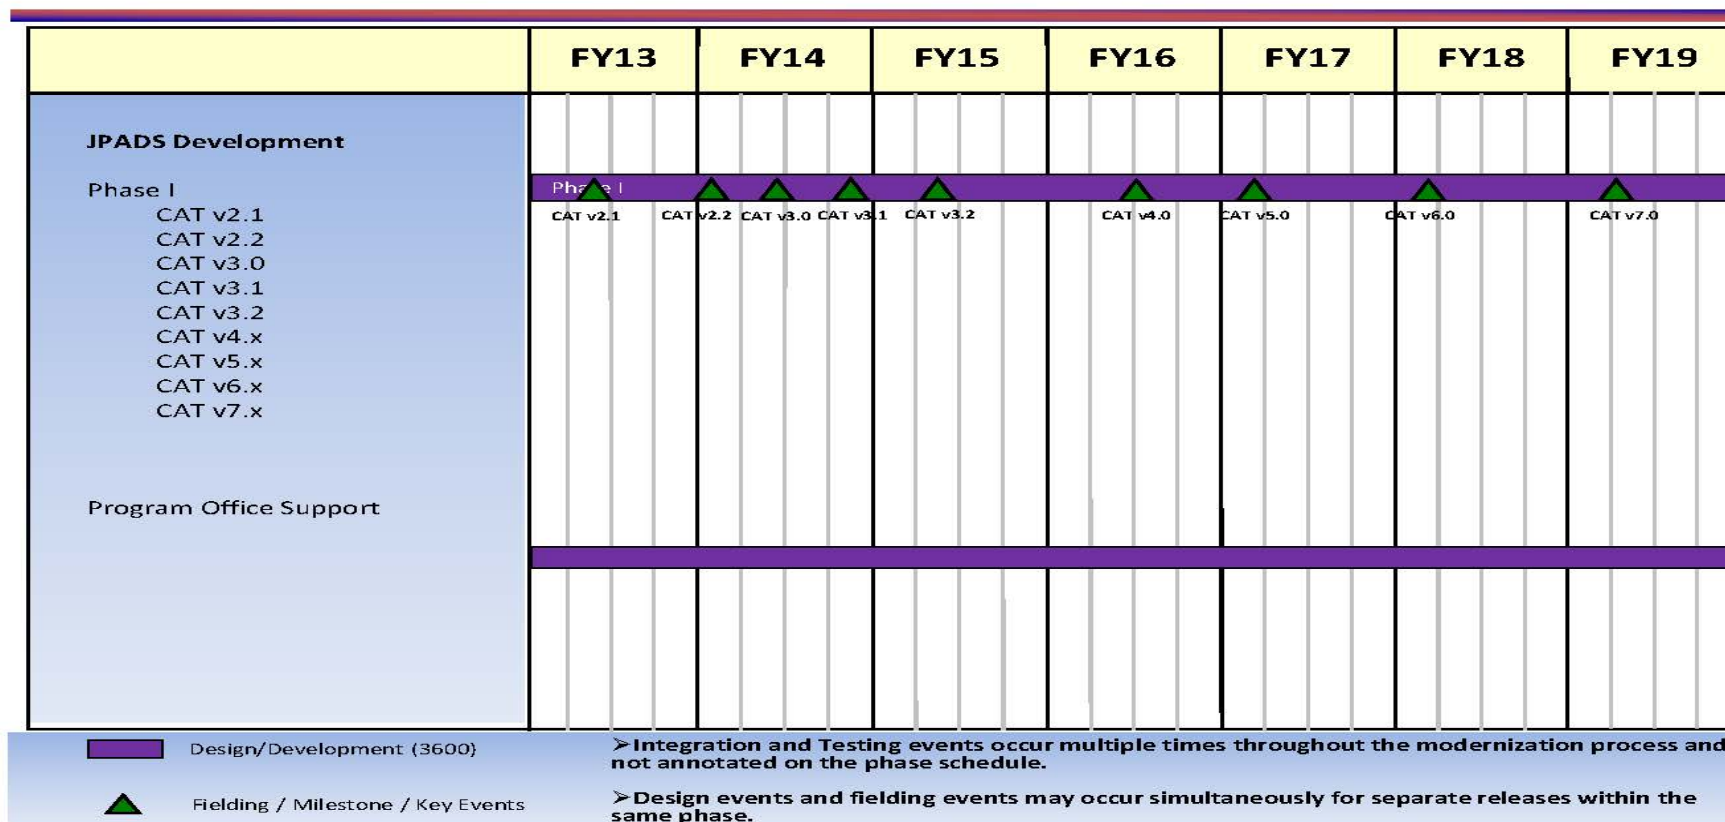 FY13 FY14 FY15 FY16 FY17 FY18 FY19
JPADS Development
Phase I
Phase I
CAT v2.1 CAT v2.2 CAT v3.0 CAT v3.1 CAT v3.2 CAT v4.0 CAT v5.0 CAT v6.0 CAT v7.0
CAT v2.1
CAT v2.2
CAT v3.0
CAT v3.1
CAT v3.2
CAT v4.x
CAT v5.x
CAT v6.x
CAT v7.x
Program Office Support
Design/Development (3600)
Fielding / Milestone / Key Events
➢Integration and Testing events occur multiple times throughout the modernization process and
not annotated on the phase schedule.
➢Design events and fielding events may occur simultaneously for separate releases within the
same phase.